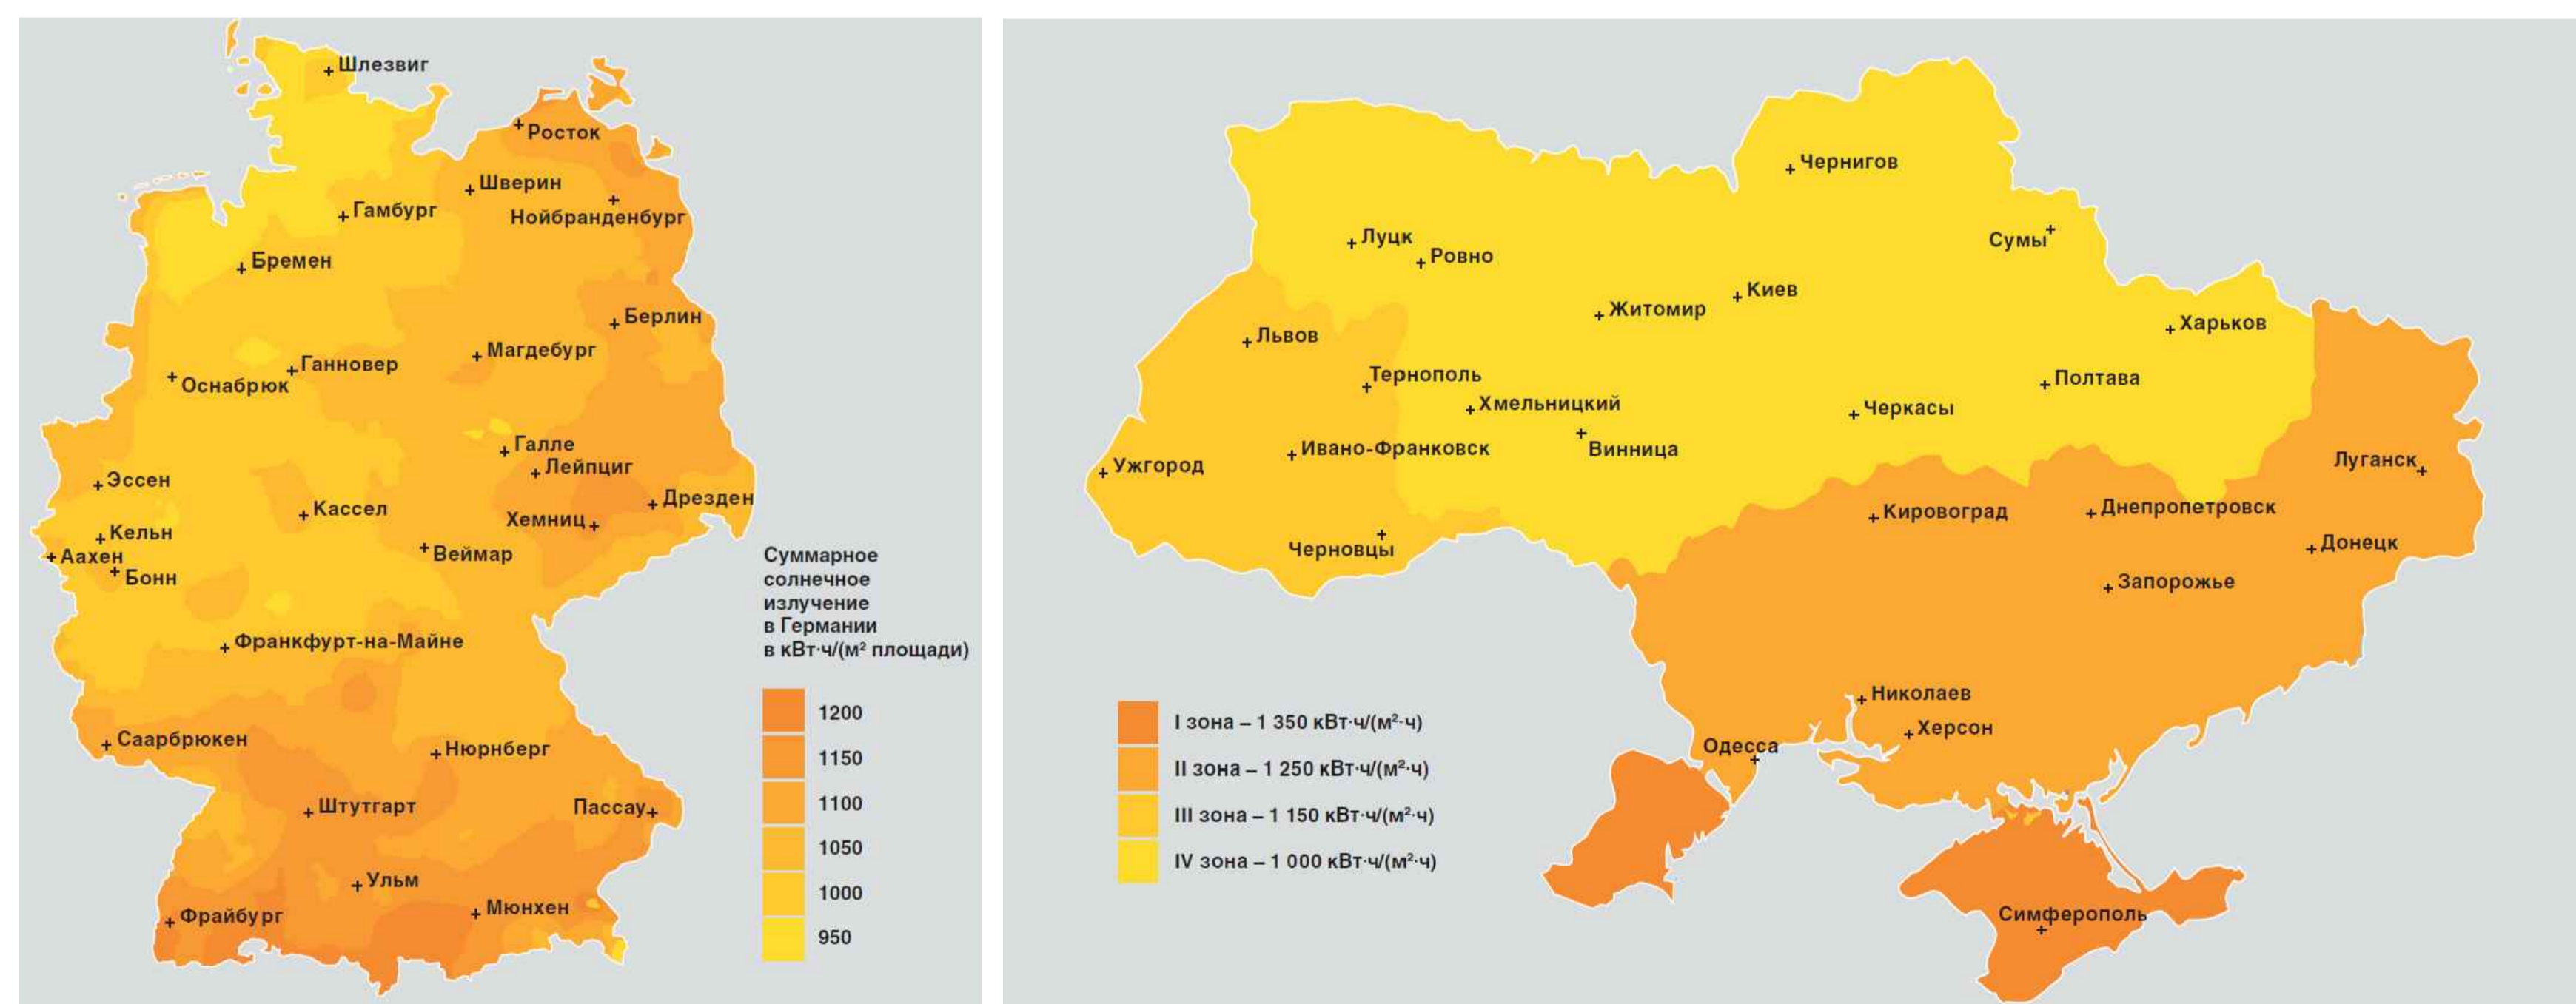 Шлезвиг
Росток
Шверин
Нойбранденбург
Гамбург
Бремен
Берлин
Магдебург
Ганновер
Оснабрюк
Галле
Лейпциг
Эссен
Дрезден
Кассел
Хемниц
Кельн
Веймар
Аахен
Бонн
Франкфурт-на-Майне
Саарбрюкен
Нюрнберг
Штутгарт
Пассау
Ульм
Мюнхен
Фрайбург
Суммарное
солнечное
излучение
в Германии
в кВт·ч/(м² площади)
1200
1150
1100
1050
1000
950
Чернигов
Луцк
Ровно
Сумы
Киев
Житомир
Харьков
Львов
Тернополь
Полтава
Хмельницкий
Черкасы
Ивано-Франковск
Винница
Ужгород
Луганск
Кировоград
Днепропетровск
Черновцы
Донецк
Запорожье
Николаев
Херсон
Одесса
Симферополь
I зона – 1 350 кВт·ч/(м²·ч)
II зона – 1 250 кВт·ч/(м²·ч)
III зона – 1 150 кВт·ч/(м²·ч)
IV зона – 1 000 кВт·ч/(м²·ч)